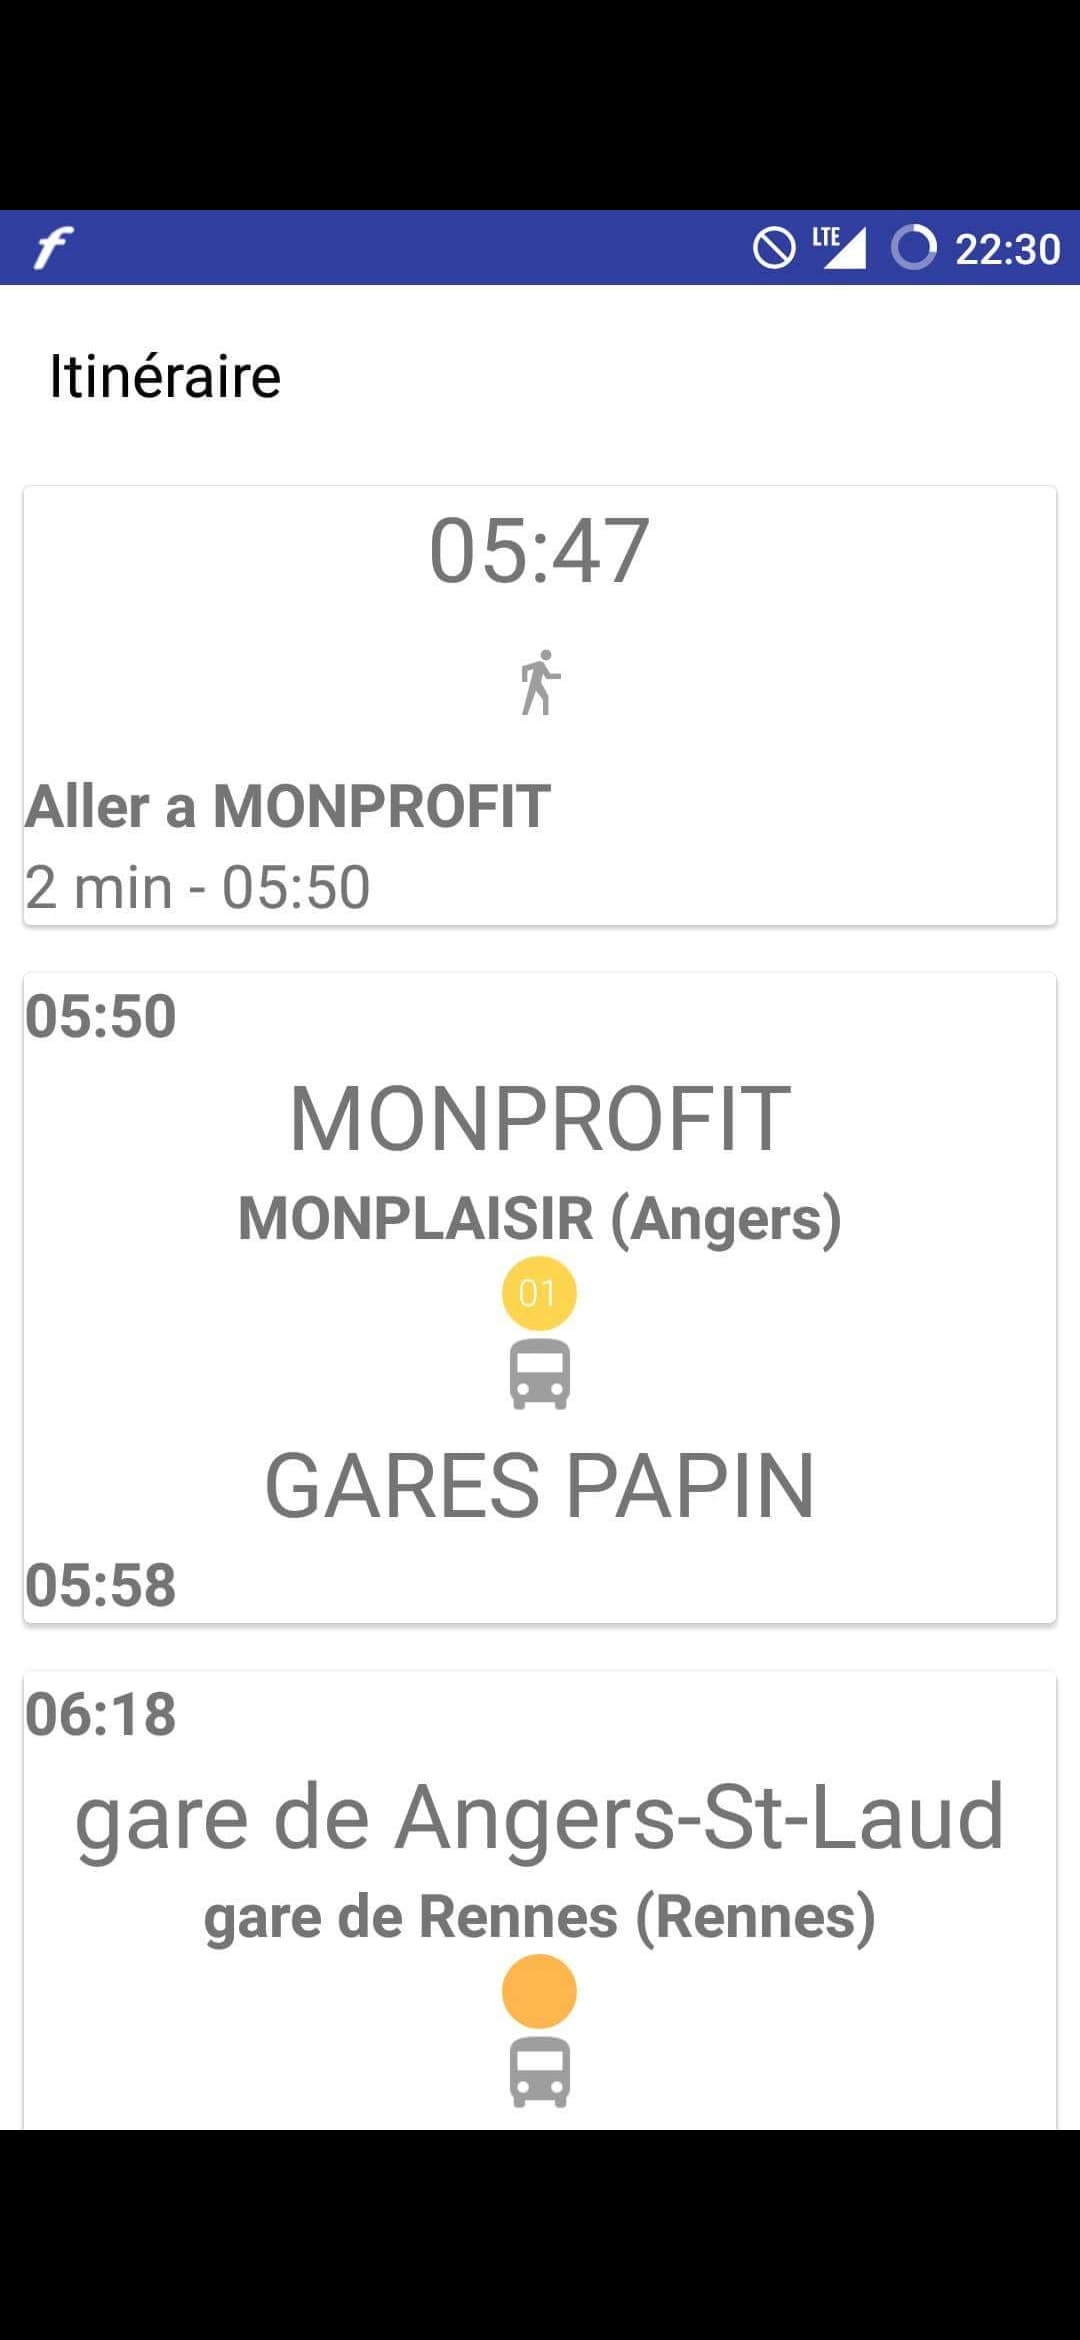 f
LTE
22:30
Itinéraire
05:47
Aller a MONPROFIT
2 min - 05:50
05:50
MONPROFIT
MONPLAISIR (Angers)
01
GARES PAPIN
05:58
06:18
gare de Angers-St-Laud
gare de Rennes (Rennes)